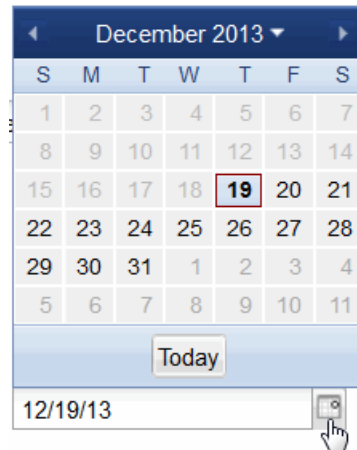 December 2013
S M T W T F S
1 2 3 4 5 6 7
8 9 10 11 12 13 14
15 16 17 18 19 20 21
22 23 24 25 26 27 28
29 30 31 1 2 3 4
5 6 7 8 9 10 11
Today
12/19/13